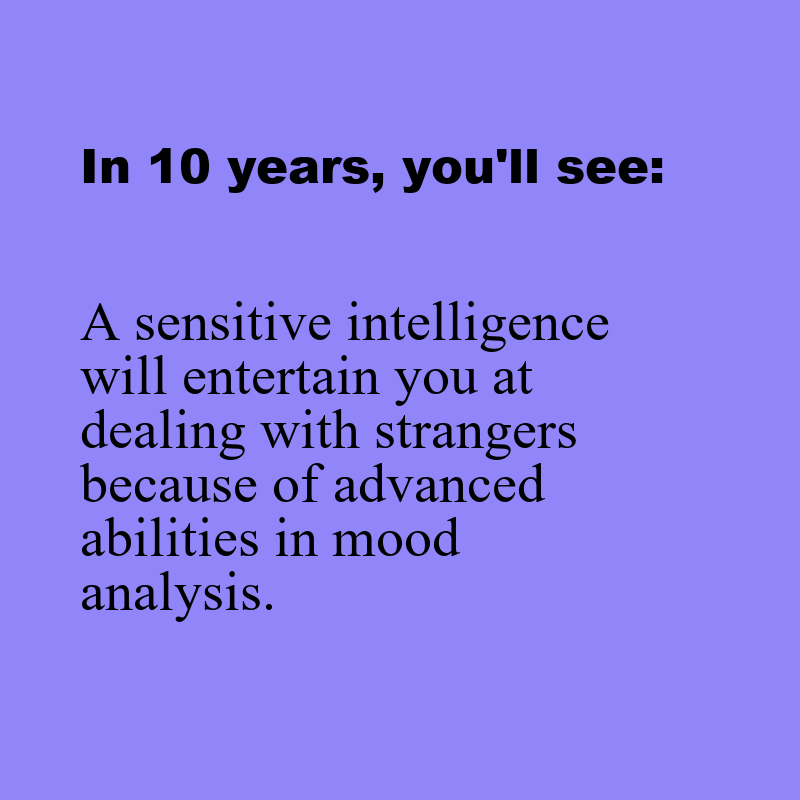 In 10 years, you'll see:
A sensitive intelligence
will entertain you at
dealing with strangers
because of advanced
abilities in mood
analysis.